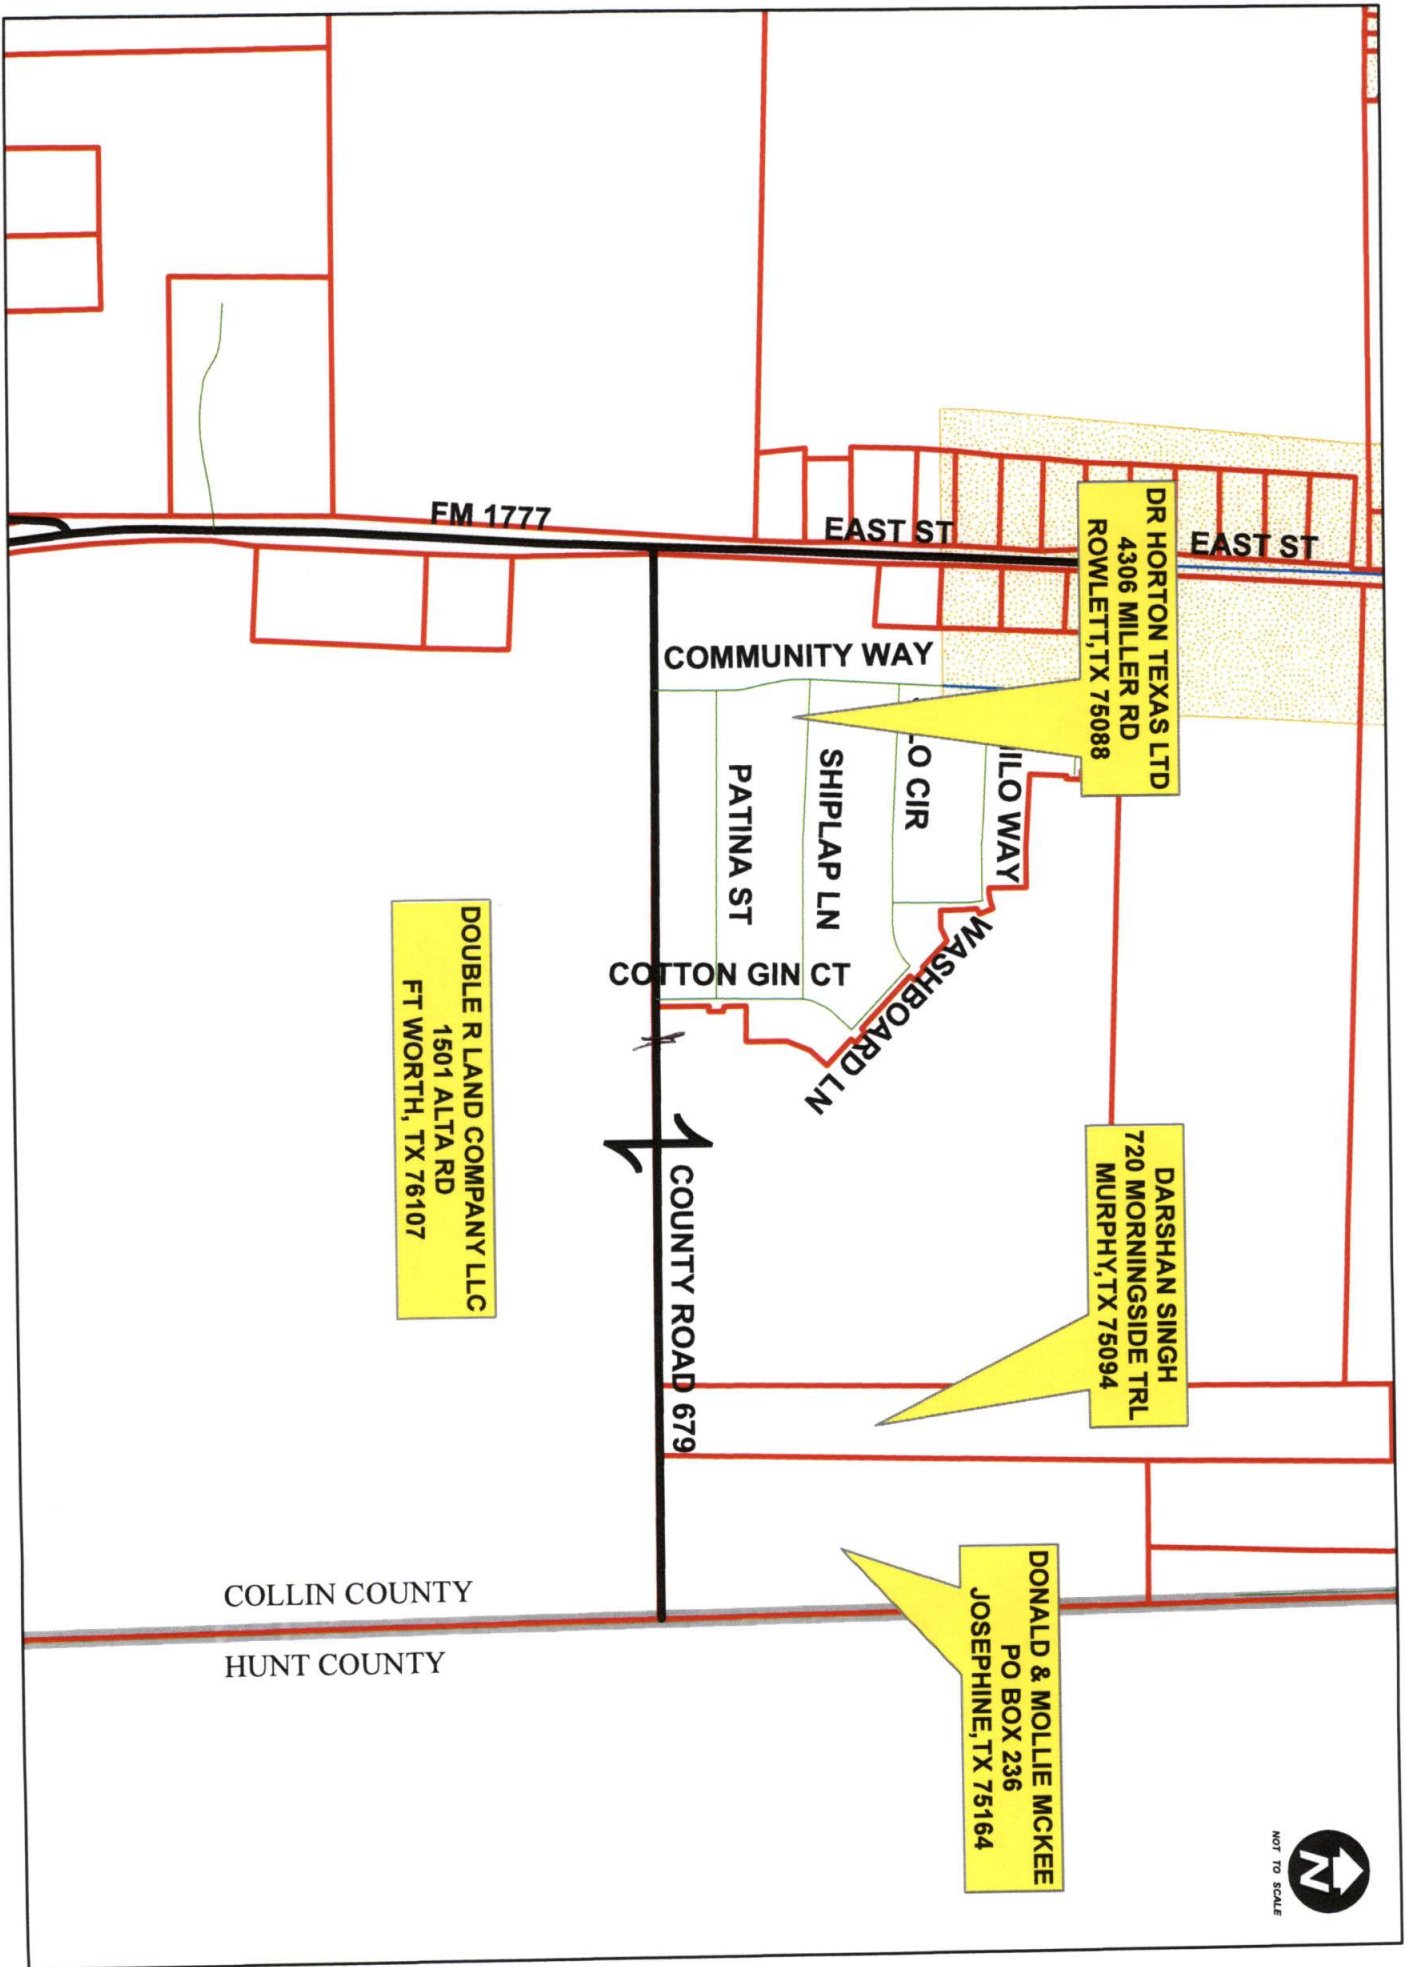 DR HORTON TEXAS LTD
4306 MILLER RD
ROWLETT,TX 75088
DARSHAN SINGH
720 MORNINGSIDE TRL
MURPHY,TX 75094
DONALD & MOLLIE MCKEE
PO BOX 236
JOSEPHINE,TX 75164
N
NOT TO SCALE
EAST ST
EAST ST
FM 1777
COMMUNITY WAY
ILO WAY
LO CIR
SHIPLAP LN
PATINA ST
WASHBOARD LN
COTTON GIN CT
COUNTY ROAD 679
DOUBLE R LAND COMPANY LLC
1501 ALTA RD
FT WORTH, TX 76107
COLLIN COUNTY
HUNT COUNTY